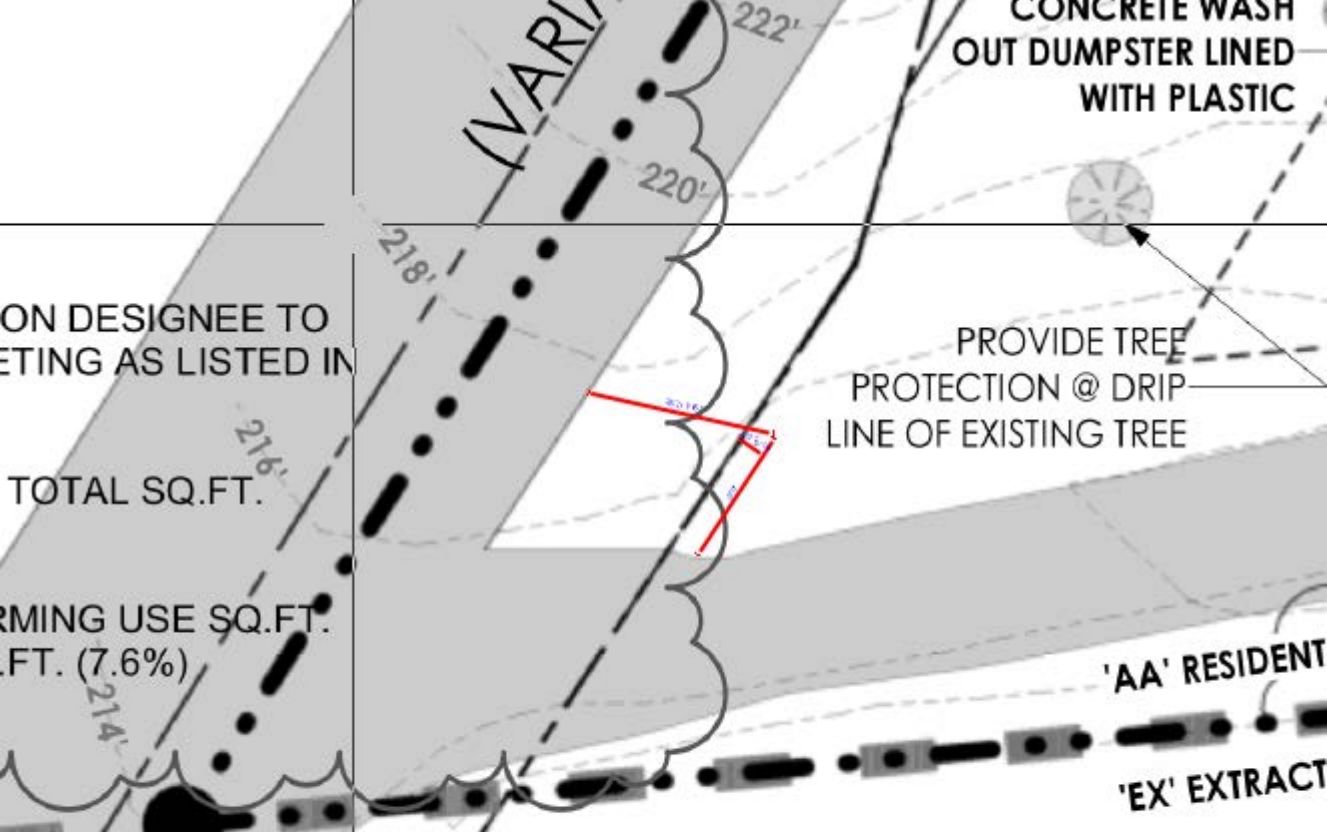 CONCRETE WASH
OUT DUMPSTER LINED
WITH PLASTIC
222'
(VARIA
220'
218'
ON DESIGNEE TO
ETING AS LISTED IN
PROVIDE TREE
PROTECTION @ DRIP
LINE OF EXISTING TREE
216'
TOTAL SQ.FT.
RMING USE SQ.FT.
.FT. (7.6%)
214'
'AA' RESIDENT
'EX' EXTRACT